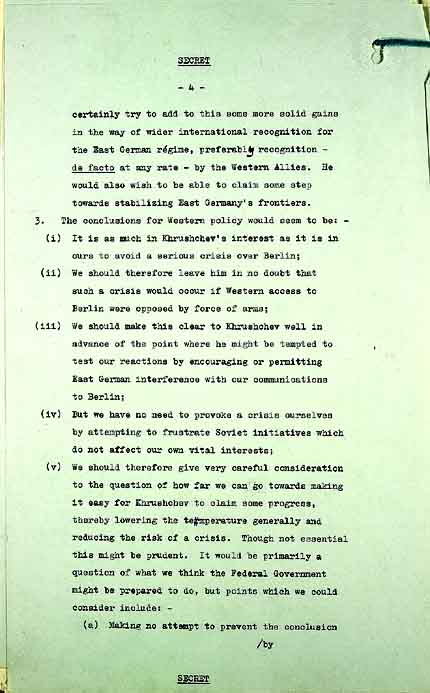 SECRET
- 4 -
certainly try to add to this some more solid gains
in the way of wider international recognition for
the East German régime, preferably recognition -
de facto at any rate - by the Western Allies. He
would also wish to be able to claim some step
towards stabilising East Germany's frontiers.
3. The conclusions for Western policy would seem to be: -
(i) It is as much in Khrushchev's interest as it is in
ours to avoid a serious crisis over Berlin;
(ii) We should therefore leave him in no doubt that
such a crisis would occur if Western access to
Berlin were opposed by force of arms;
(iii) We should make this clear to Khrushchev well in
advance of the point where he might be tempted to
test our reactions by encouraging or permitting
East German interference with our communications
to Berlin;
(iv) But we have no need to provoke a crisis ourselves
by attempting to frustrate Soviet initiatives which
do not affect our own vital interests;
(v) We should therefore give very careful consideration
to the question of how far we can go towards making
it easy for Khrushchev to claim some progress,
thereby lowering the temperature generally and
reducing the risk of a crisis. Though not essential
this might be prudent. It would be primarily a
question of what we think the Federal Government
might be prepared to do, but points which we could
consider include: -
(a) Making no attempt to prevent the conclusion
/by
SECRET